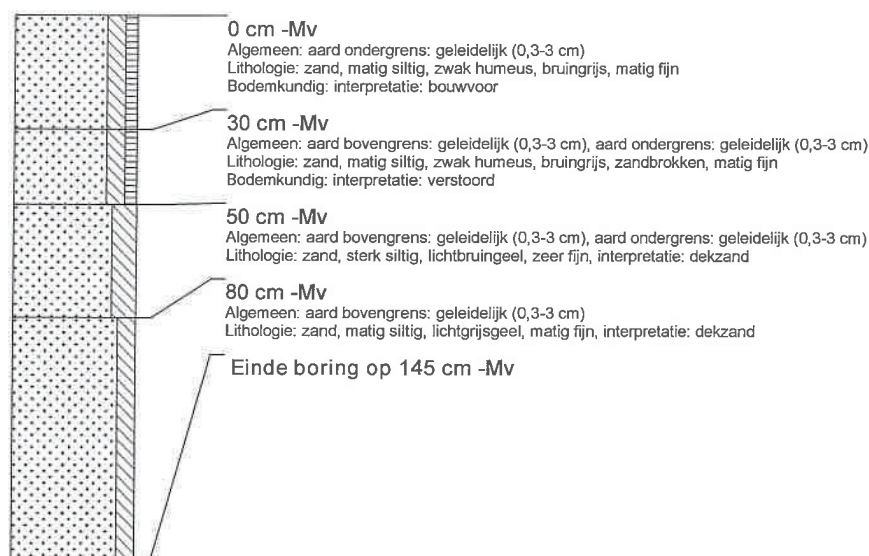 0 cm -Mv
Algemeen: aard ondergrens: geleidelijk (0,3-3 cm)
Lithologie: zand, matig siltig, zwak humeus, bruingrijs, matig fijn
Bodemkundig: interpretatie: bouwvoor
30 cm -Mv
Algemeen: aard bovengrens: geleidelijk (0,3-3 cm), aard ondergrens: geleidelijk (0,3-3 cm)
Lithologie: zand, matig siltig, zwak humeus, bruingrijs, zandbrokken, matig fijn
Bodemkundig: interpretatie: verstoord
50 cm -Mv
Algemeen: aard bovengrens: geleidelijk (0,3-3 cm), aard ondergrens: geleidelijk (0,3-3 cm)
Lithologie: zand, sterk siltig, lichtbruingeel, zeer fijn, interpretatie: dekzand
80 cm -Mv
Algemeen: aard bovengrens: geleidelijk (0,3-3 cm)
Lithologie: zand, matig siltig, lichtgrijsgeel, matig fijn, interpretatie: dekzand
Einde boring op 145 cm -Mv